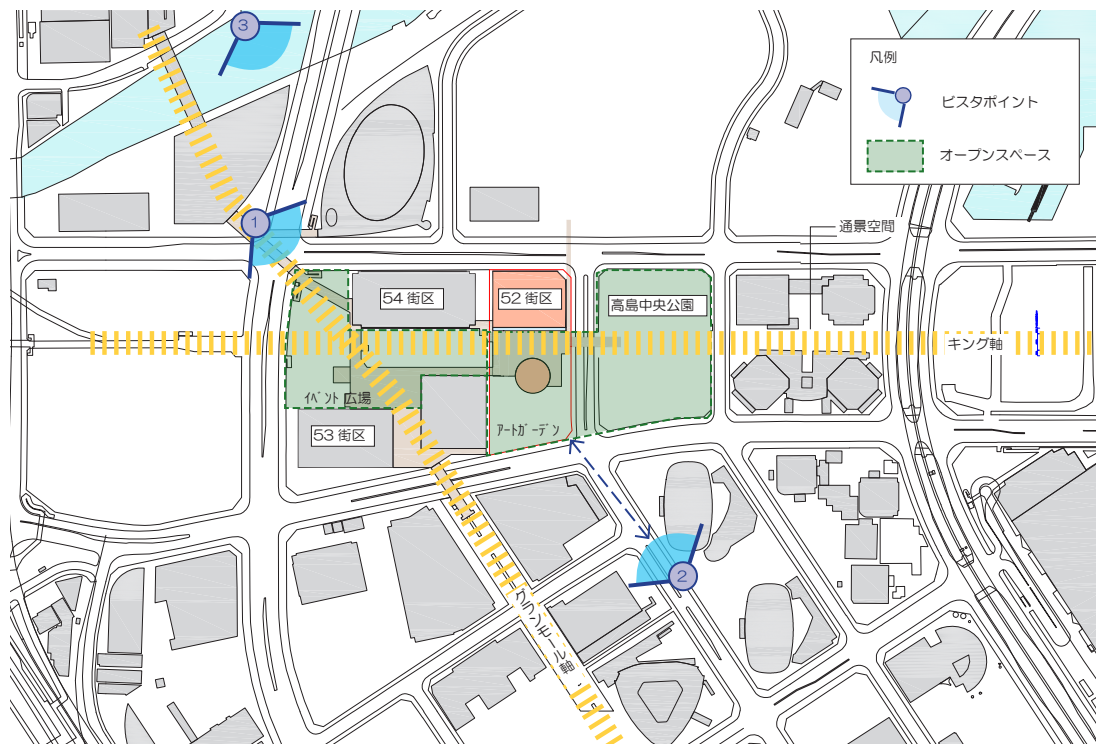 3
凡例
ビスタポイント
オープンスペース
1
通景空間
54 街区
52 街区
高島中央公園
キング軸
ｲﾍﾞﾝﾄ 広場
ｱｰﾄｶﾞｰﾃﾞﾝ
53 街区
2
グランモール軸